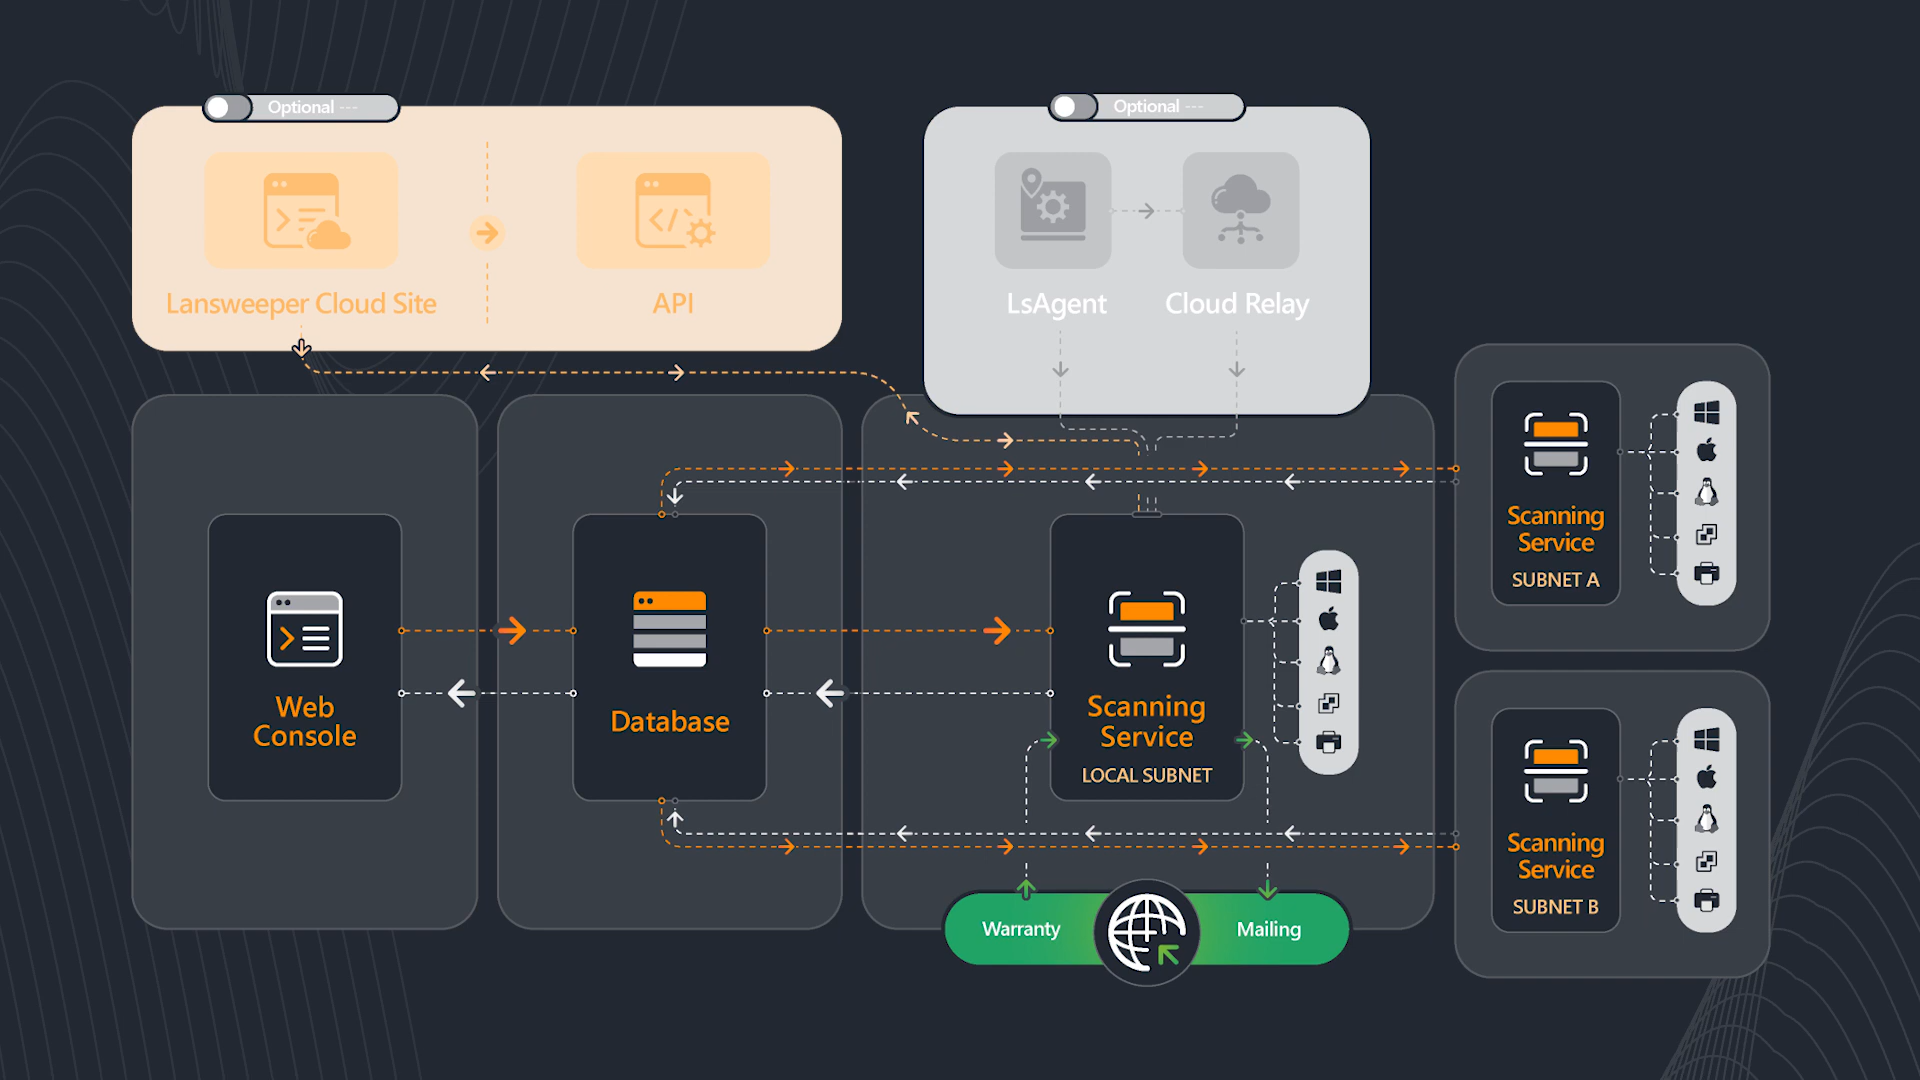 Optional ---
Lansweeper Cloud Site
API
Optional ---
LsAgent
Cloud Relay
Web
Console
Database
Scanning
Service
LOCAL SUBNET
Scanning
Service
SUBNET A
Scanning
Service
SUBNET B
Warranty
Mailing